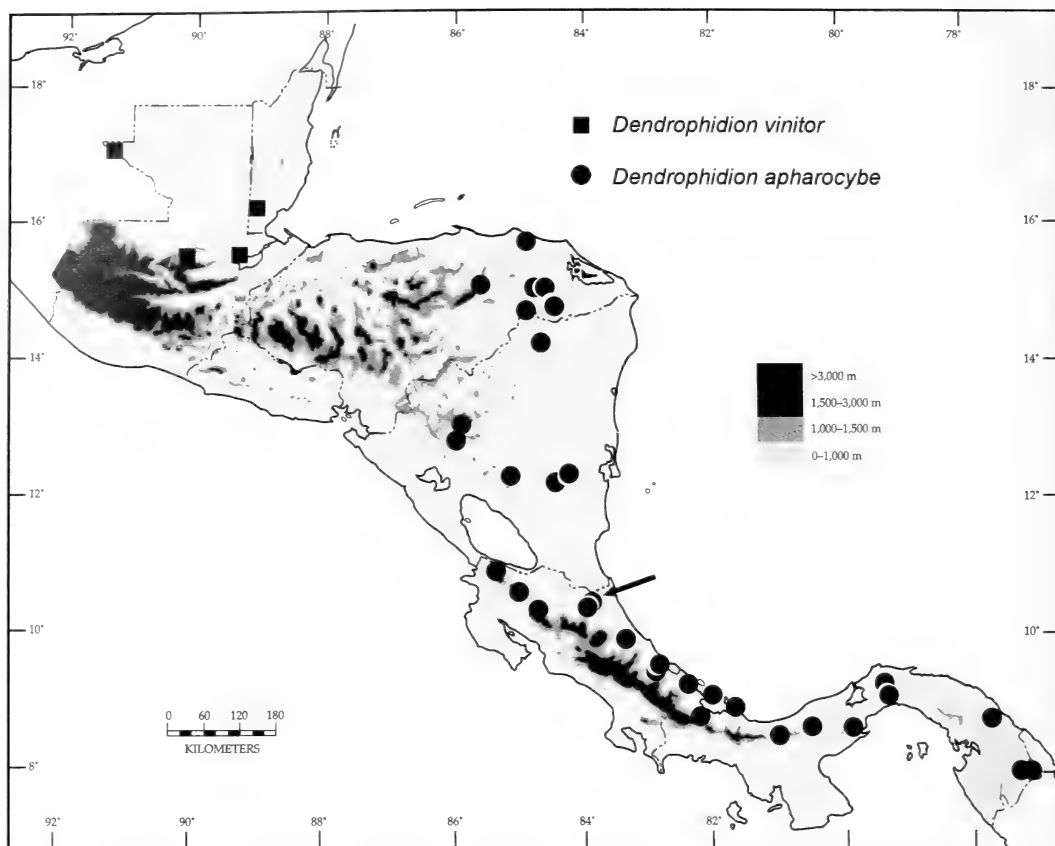 92° 90° 86° 84° 82° 80° 78°
18° 18°
Dendrophidion vinitor
Dendrophidion apharocybe
16° 16°
14° 14°
>3,000 m
1,500–3,000 m
1,000–1,500 m
0–1,000 m
12° 12°
10° 10°
0 60 120 180
KILOMETERS
8° 8°
92° 90° 88° 86° 84° 82° 80° 78°